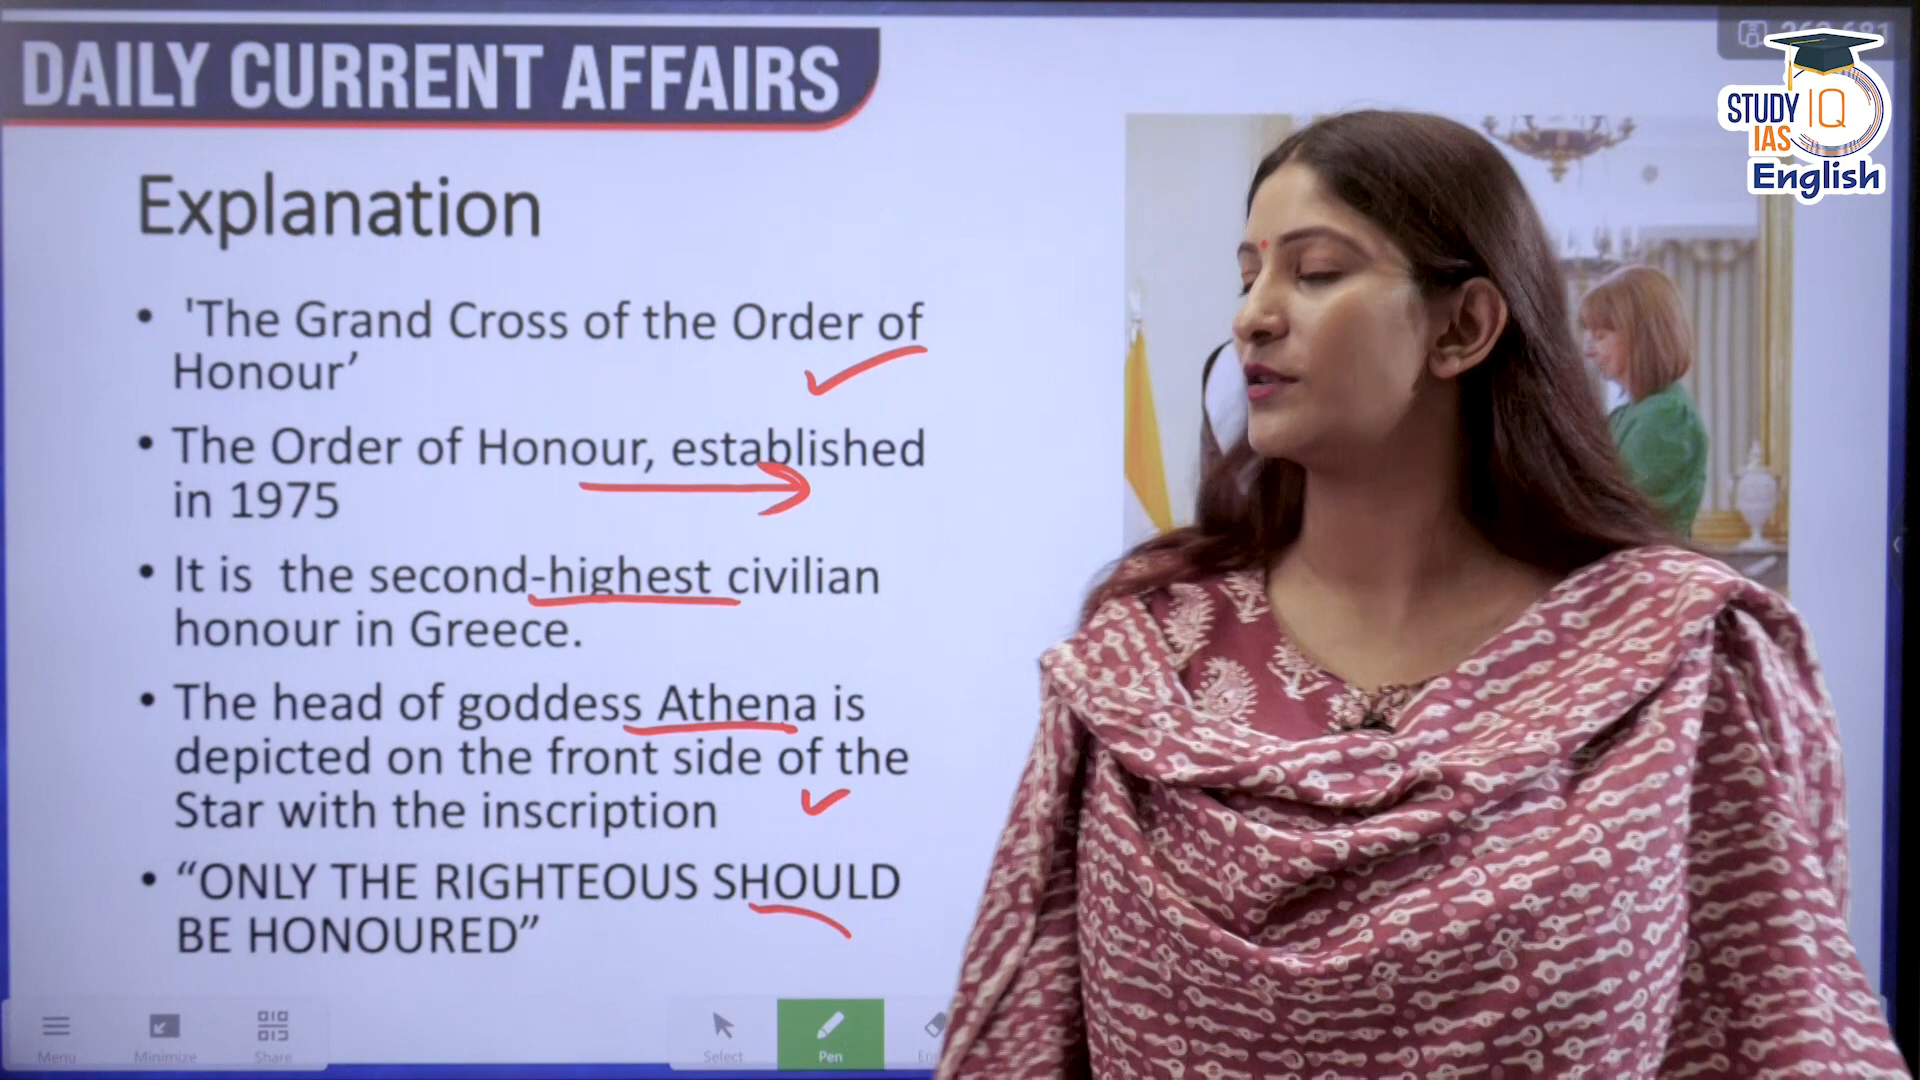 DAILY CURRENT AFFAIRS
STUDY IQ
IAS
English
Explanation
• 'The Grand Cross of the Order of
Honour’
• The Order of Honour, established
in 1975
• It is the second-highest civilian
honour in Greece.
• The head of goddess Athena is
depicted on the front side of the
Star with the inscription
• “ONLY THE RIGHTEOUS SHOULD
BE HONOURED”
Menu
Minimize
Share
Select
Pen